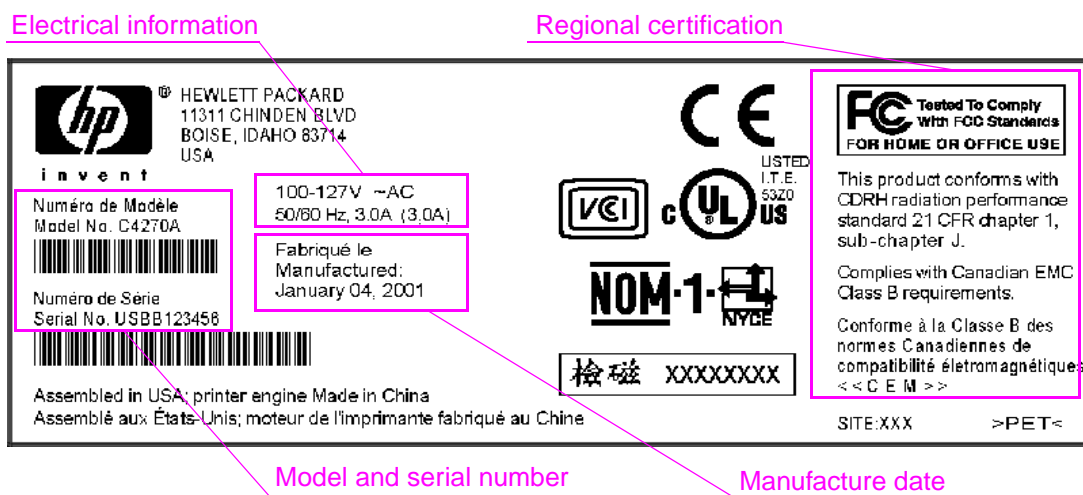 Electrical information
Regional certification
hp
invent
®
HEWLETT PACKARD
11311 CHINDEN BLVD
BOISE, IDAHO 83714
USA
Numéro de Modèle
Model No. C4270A
Numéro de Série
Serial No. USBB123456
100-127V ~AC
50/60 Hz, 3.0A (3,0A)
Fabriqué le
Manufactured:
January 04, 2001
Assembled in USA; printer engine Made in China
Assemblé aux États-Unis; moteur de l'imprimante fabriqué au Chine
CE
VCI
C UL US
LISTED
I.T.E.
53Z0
NOM-1-
NYCE
檢磁 XXXXXXXX
FC Tested To Comply
With FCC Standards
FOR HOME OR OFFICE USE
This product conforms with
CDRH radiation performance
standard 21 CFR chapter 1,
sub-chapter J.
Complies with Canadian EMC
Class B requirements.
Conforme à la Classe B des
normes Canadiennes de
compatibilité életromagnétiques
<<CEM>>
SITE:XXX >PET<
Model and serial number
Manufacture date